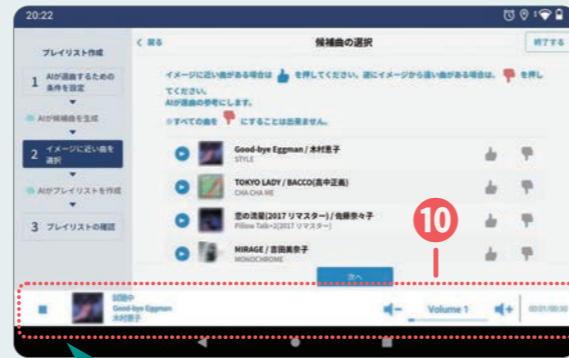 20:22
プレイリスト作成
1 AIが選曲するための
条件を設定
AIが候補曲を生成
2 イメージに近い曲を
選択
AIがプレイリストを作成
3 プレイリストの確認
戻る
候補曲の選択
終了する
イメージに近い曲がある場合は を押してください。逆にイメージから遠い曲がある場合は、 を押し
てください。
AIが選曲の参考にします。
※すべての曲を にすることは出来ません。
Good-bye Eggman / 木村恵子
STYLE
TOKYO LADY / BACCO(高中正義)
CHA CHA ME
恋の流星(2017 リマスター) / 佐藤奈々子
Pillow Talk+2(2017 リマスター)
MIRAGE / 吉田美奈子
MONOCHROME
次へ
10
試聴中
Good-bye Eggman
木村恵子
Volume 1
00:01/00:30